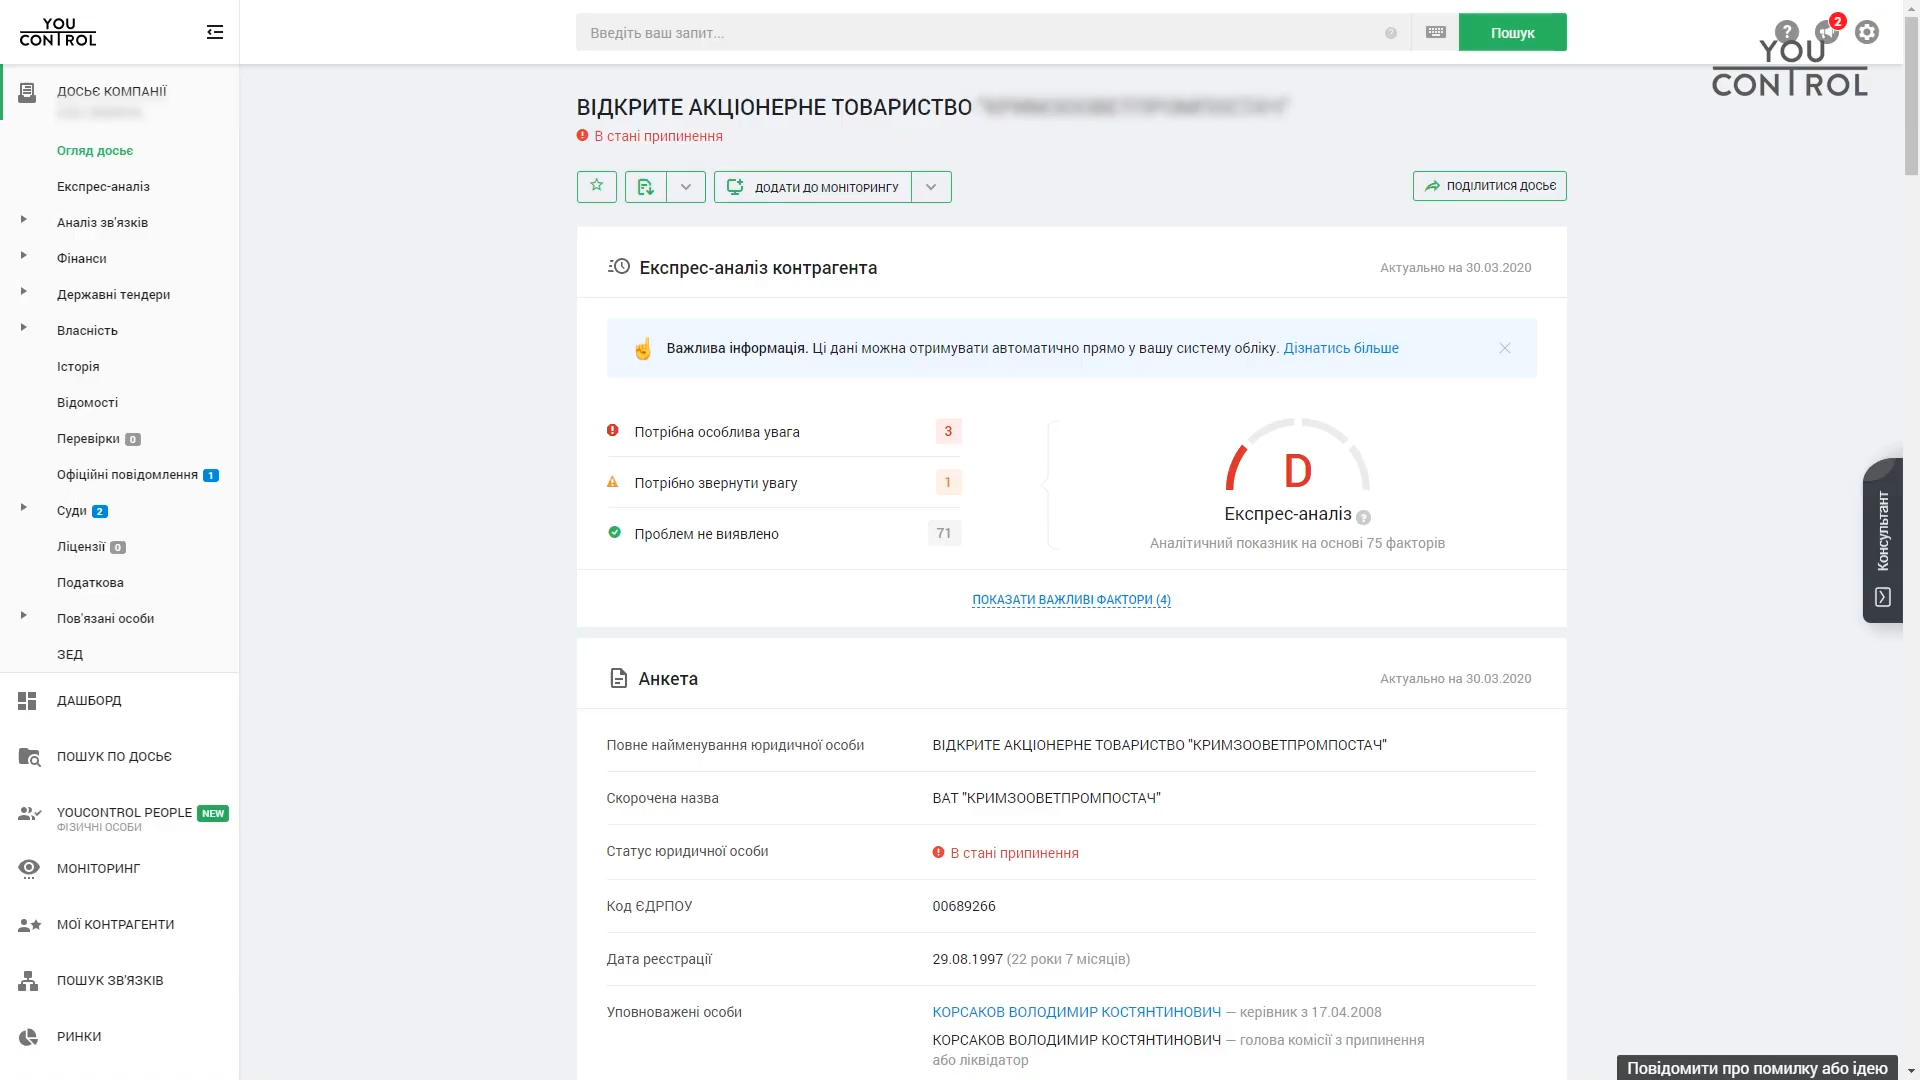 YOU
CONTROL
Введіть ваш запит...
Пошук
2
YOU
CONTROL
ДОСЬЄ КОМПАНІЇ
Огляд досьє
Експрес-аналіз
Аналіз зв'язків
Фінанси
Державні тендери
Власність
Історія
Відомості
Перевірки 0
Офіційні повідомлення 1
Суди 2
Ліцензії 0
Податкова
Пов'язані особи
ЗЕД
ДАШБОРД
ПОШУК ПО ДОСЬЄ
YOUCONTROL PEOPLE NEW
ФІЗИЧНІ ОСОБИ
МОНІТОРИНГ
МОЇ КОНТРАГЕНТИ
ПОШУК ЗВ'ЯЗКІВ
РИНКИ
ВІДКРИТЕ АКЦІОНЕРНЕ ТОВАРИСТВО
В стані припинення
ДОДАТИ ДО МОНІТОРИНГУ
ПОДІЛИТИСЯ ДОСЬЄ
Експрес-аналіз контрагента
Актуально на 30.03.2020
Важлива інформація. Ці дані можна отримувати автоматично прямо у вашу систему обліку. Дізнатись більше
Потрібна особлива увага 3
Потрібно звернути увагу 1
Проблем не виявлено 71
D
Експрес-аналіз
Аналітичний показник на основі 75 факторів
ПОКАЗАТИ ВАЖЛИВІ ФАКТОРИ (4)
Анкета
Актуально на 30.03.2020
Повне найменування юридичної особи ВІДКРИТЕ АКЦІОНЕРНЕ ТОВАРИСТВО "КРИМЗООВЕТПРОМПОСТАЧ"
Скорочена назва ВАТ "КРИМЗООВЕТПРОМПОСТАЧ"
Статус юридичної особи В стані припинення
Код ЄДРПОУ 00689266
Дата реєстрації 29.08.1997 (22 роки 7 місяців)
Уповноважені особи КОРСАКОВ ВОЛОДИМИР КОСТЯНТИНОВИЧ — керівник з 17.04.2008
КОРСАКОВ ВОЛОДИМИР КОСТЯНТИНОВИЧ — голова комісії з припинення
або ліквідатор
Консультант
Повідомити про помилку або ідею